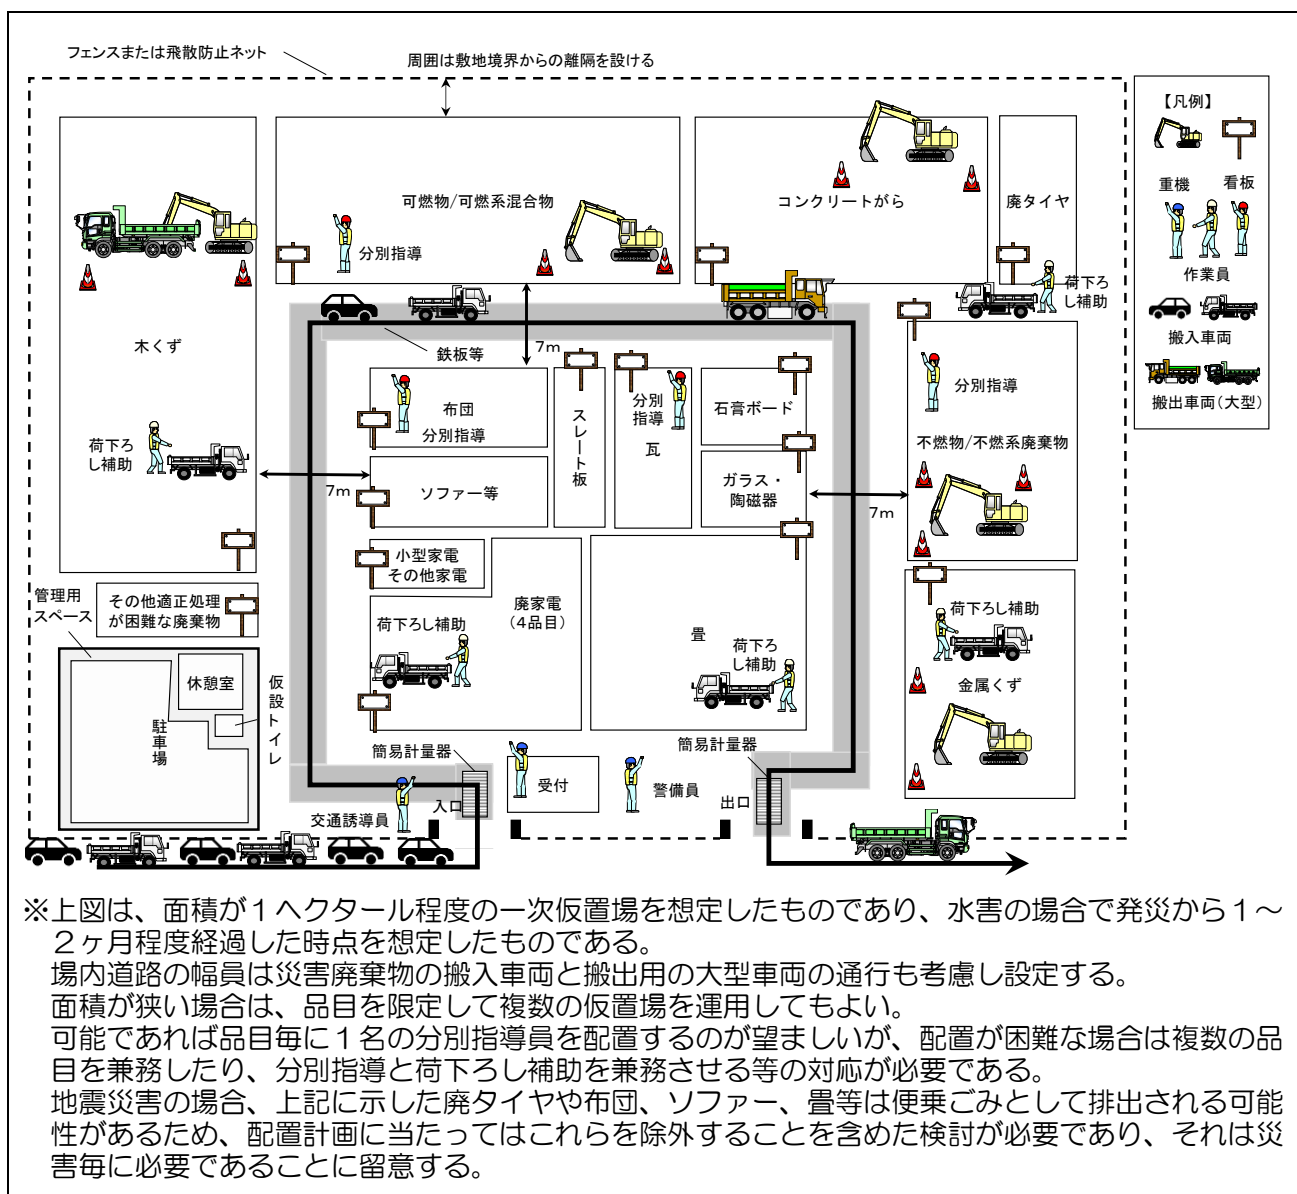 フェンスまたは飛散防止ネット
周囲は敷地境界からの離隔を設ける
【凡例】
重機
看板
作業員
搬入車両
搬出車両(大型)
可燃物/可燃系混合物
分別指導
コンクリートがら
廃タイヤ
荷下ろ
し補助
木くず
鉄板等
7m
布団
分別指導
スレート板
分別
指導
瓦
石膏ボード
分別指導
不燃物/不燃系廃棄物
荷下ろ
し補助
7m
ソファー等
ガラス・
陶磁器
7m
小型家電
その他家電
廃家電
(4品目)
管理用
スペース
その他適正処理
が困難な廃棄物
荷下ろし補助
畳
荷下ろ
し補助
荷下ろし補助
金属くず
休憩室
仮設トイレ
駐車場
簡易計量器
簡易計量器
受付
警備員
入口
出口
交通誘導員
※上図は、面積が1ヘクタール程度の一次仮置場を想定したものであり、水害の場合で発災から1~
2ヶ月程度経過した時点を想定したものである。
場内道路の幅員は災害廃棄物の搬入車両と搬出用の大型車両の通行も考慮し設定する。
面積が狭い場合は、品目を限定して複数の仮置場を運用してもよい。
可能であれば品目毎に1名の分別指導員を配置するのが望ましいが、配置が困難な場合は複数の品
目を兼務したり、分別指導と荷下ろし補助を兼務させる等の対応が必要である。
地震災害の場合、上記に示した廃タイヤや布団、ソファー、畳等は便乗ごみとして排出される可能
性があるため、配置計画に当たってはこれらを除外することを含めた検討が必要であり、それは災
害毎に必要であることに留意する。